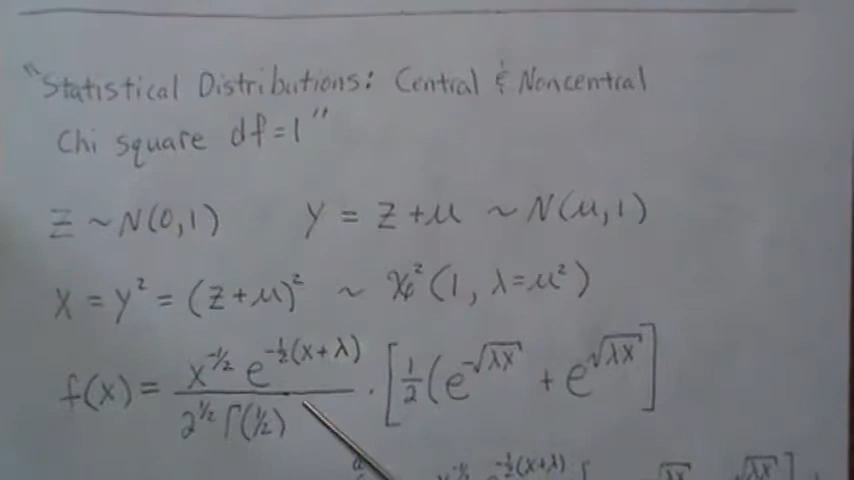 "Statistical Distributions: Central & Noncentral
Chi square df=1"
Z ~ N(0,1) Y = Z+μ ~ N(μ,1)
X = Y² = (Z+μ)² ~ χ²(1, λ=μ²)
f(x) = x^{-1/2} e^{-½(x+λ)} / 2^{1/2} Γ(1/2) · [½(e^{-√λx} + e^{√λx}]